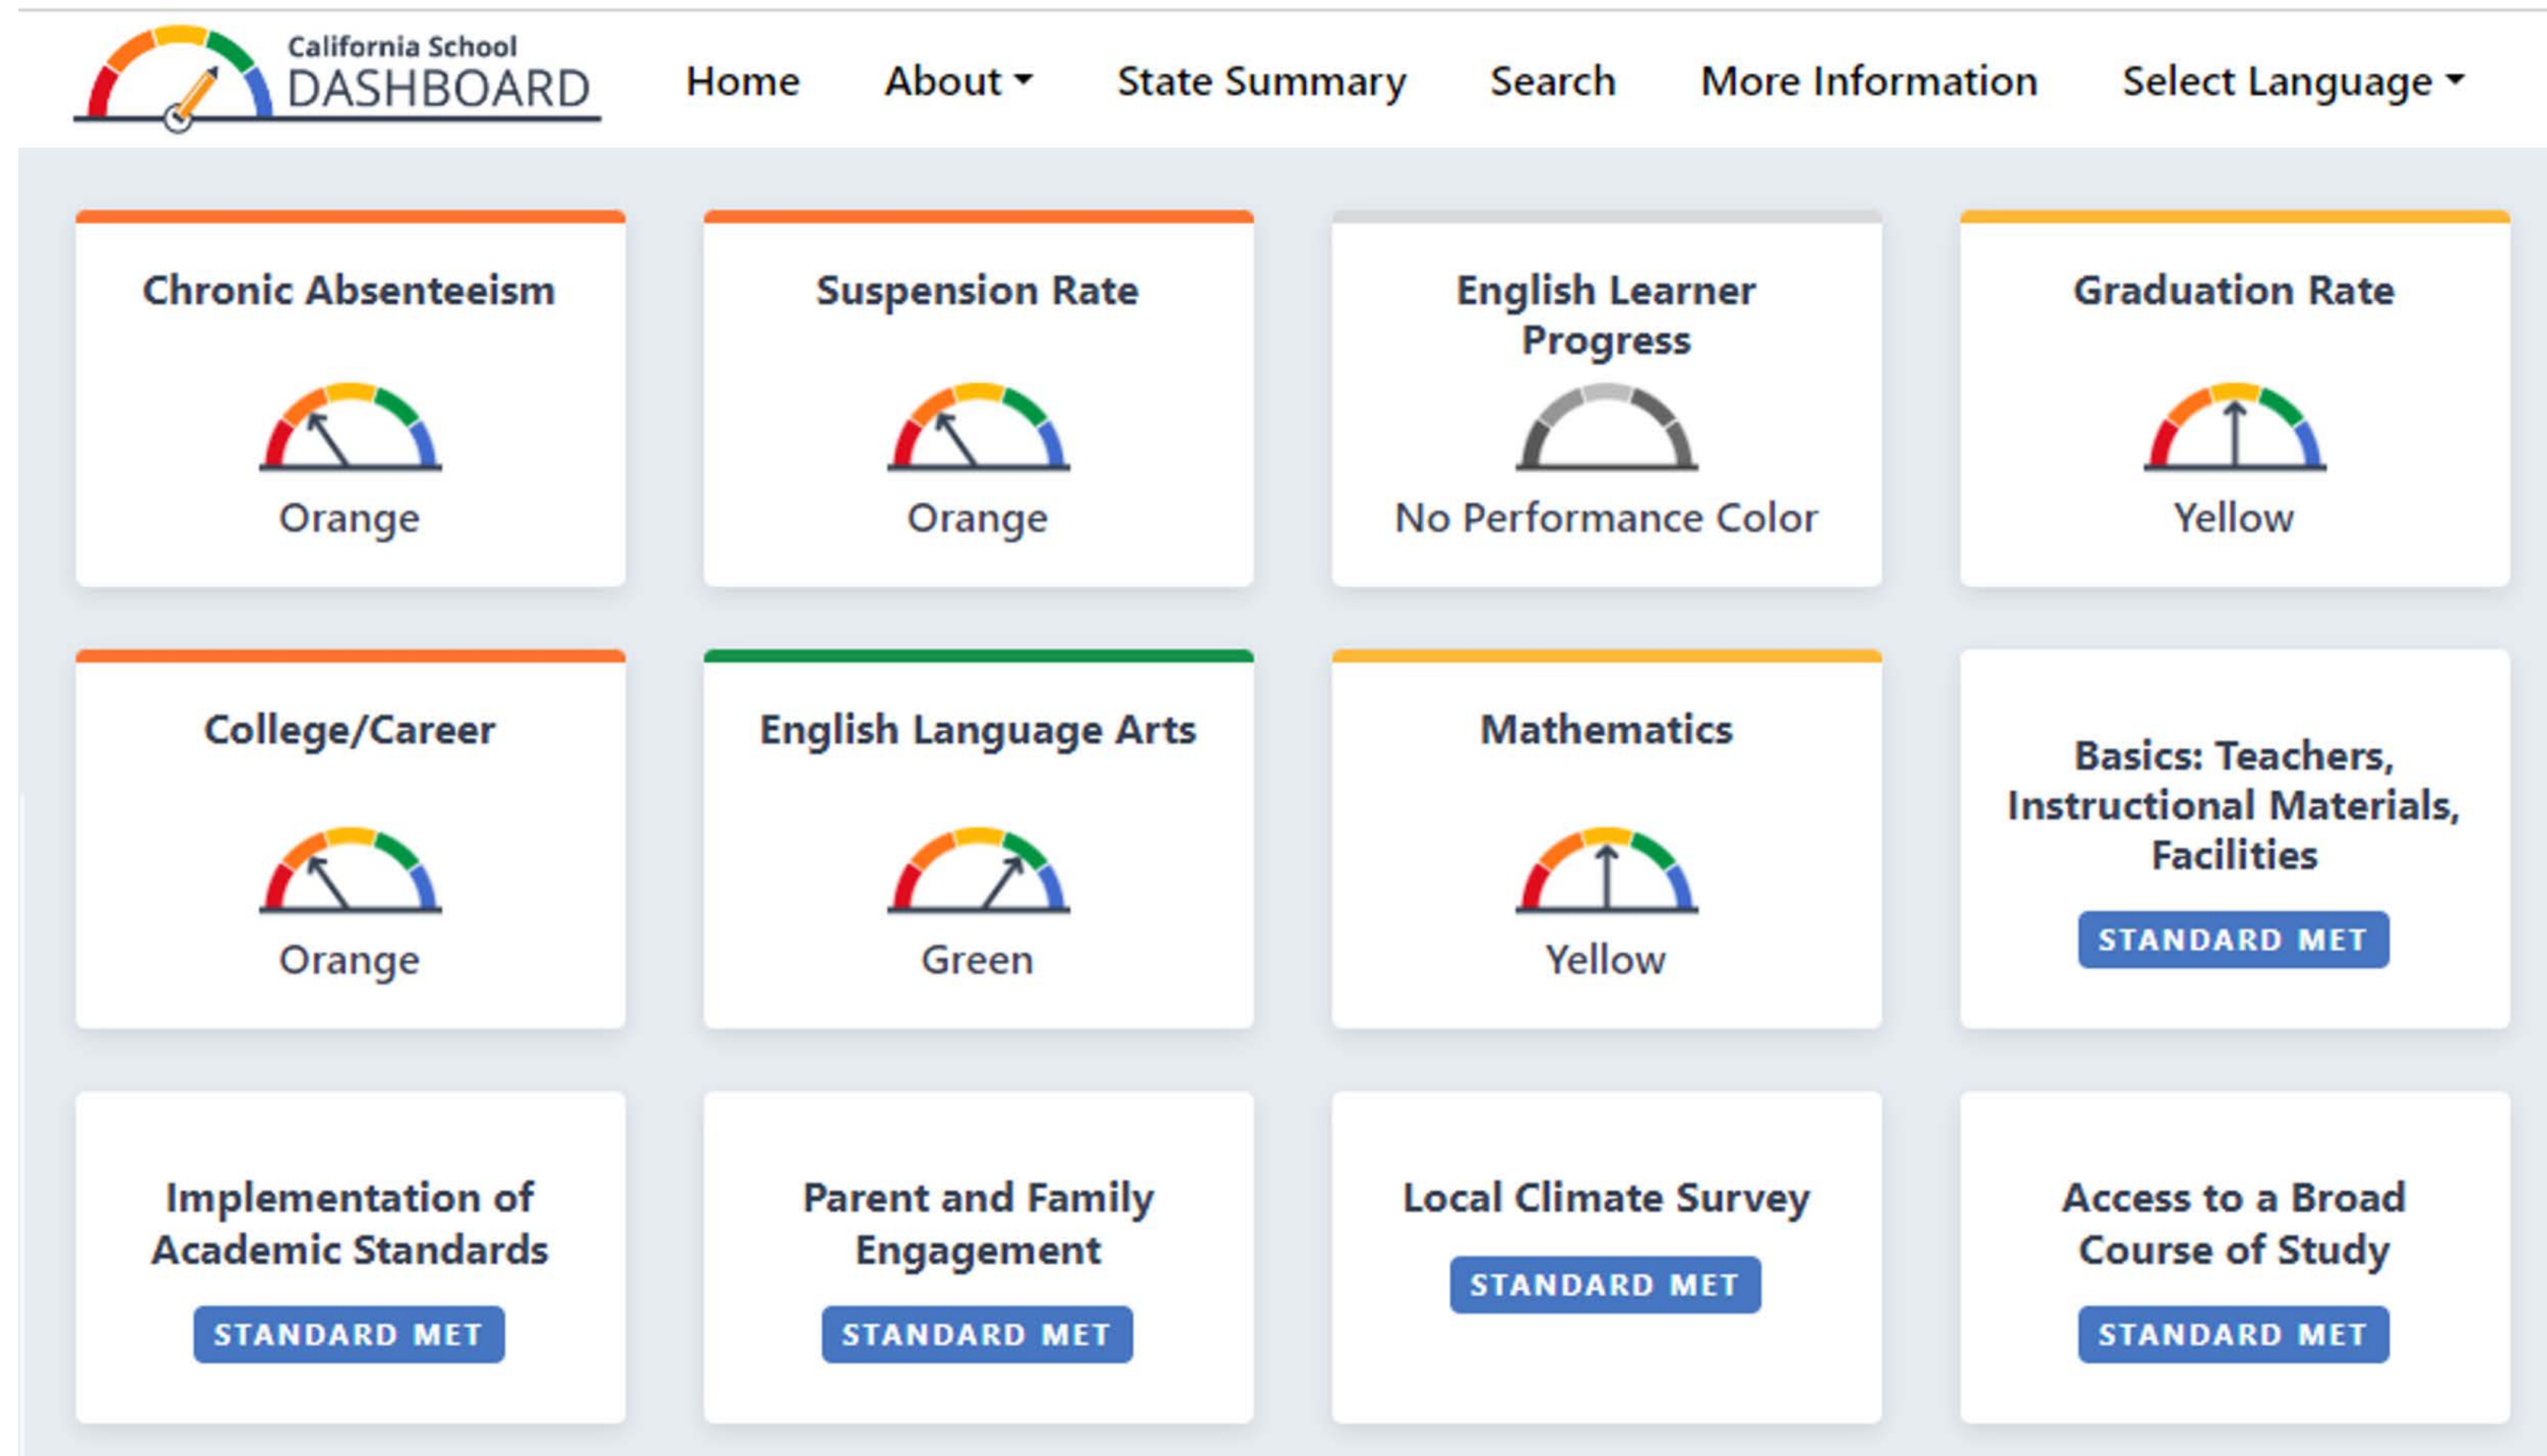 California School
DASHBOARD
Home About State Summary Search More Information Select Language
Chronic Absenteeism
Orange
Suspension Rate
Orange
English Learner
Progress
No Performance Color
Graduation Rate
Yellow
College/Career
Orange
English Language Arts
Green
Mathematics
Yellow
Basics: Teachers,
Instructional Materials,
Facilities
STANDARD MET
Implementation of
Academic Standards
STANDARD MET
Parent and Family
Engagement
STANDARD MET
Local Climate Survey
STANDARD MET
Access to a Broad
Course of Study
STANDARD MET